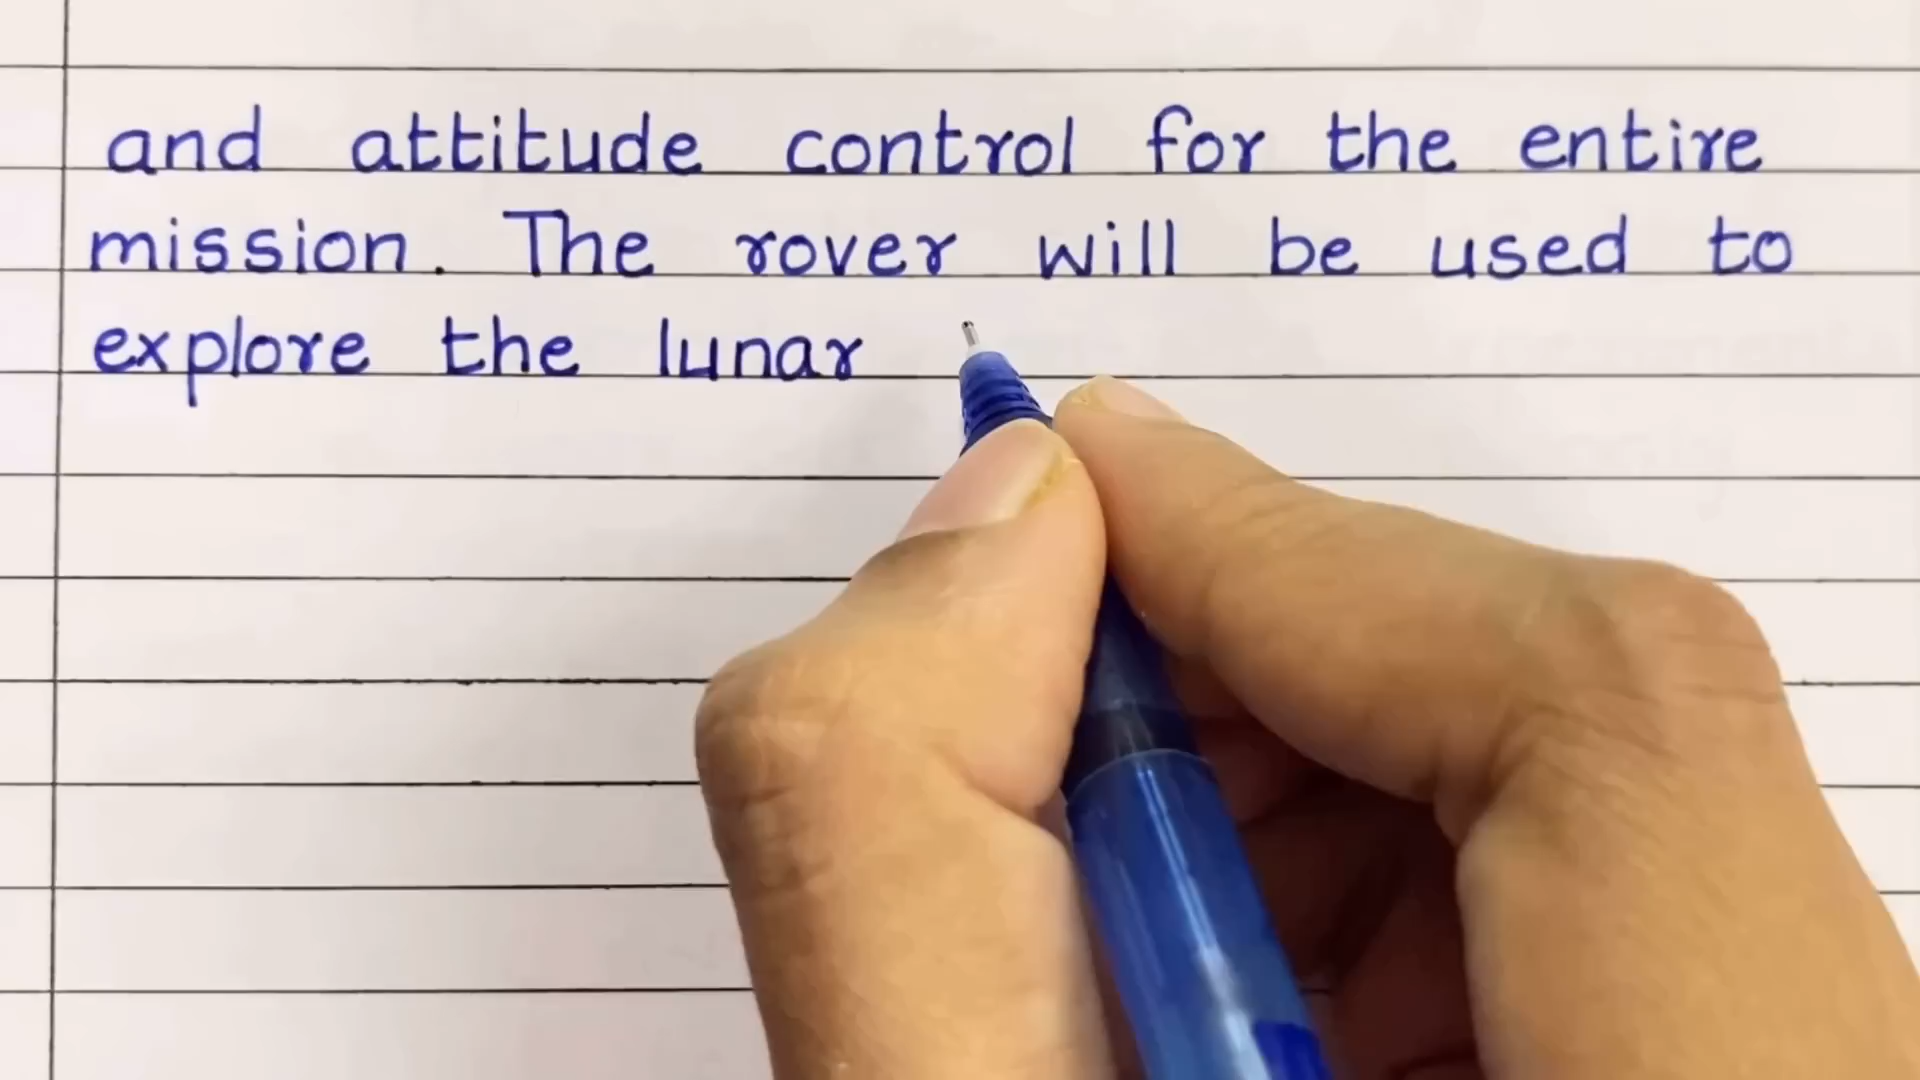 and attitude control for the entire
mission. The rover will be used to
explore the lunar